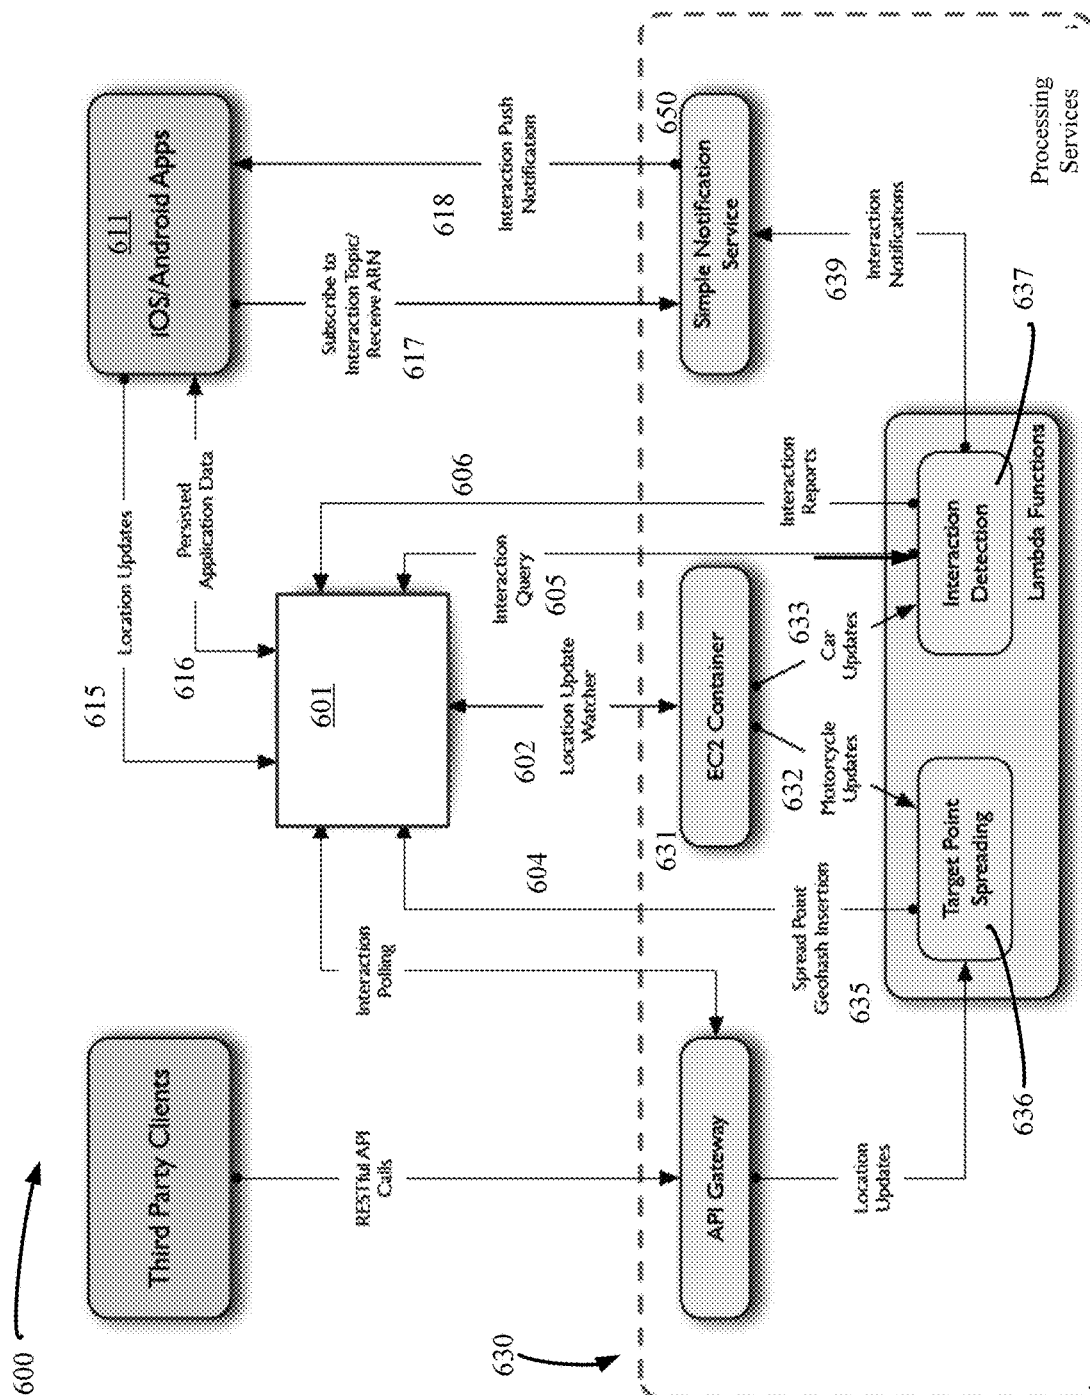 600
Third Party Clients
611
IOS/Android Apps
RESTful API
Calls
Interaction
Polling
615
Location Updates
616
Persisted
Application Data
601
604
602
Location Update
Watcher
Interaction
Query
605
606
Subscribe to
Interaction Topic/
Receive ARN
617
618
Interaction Push
Notification
630
API Gateway
631
EC2 Container
650
Simple Notification
Service
Location
Updates
Spread Point
Geohash Insertion
635
632
Motorcycle
Updates
633
Car
Updates
Interaction
Reports
639
Interaction
Notifications
636
Target Point
Spreading
Interaction
Detection
Lambda Functions
637
Processing
Services